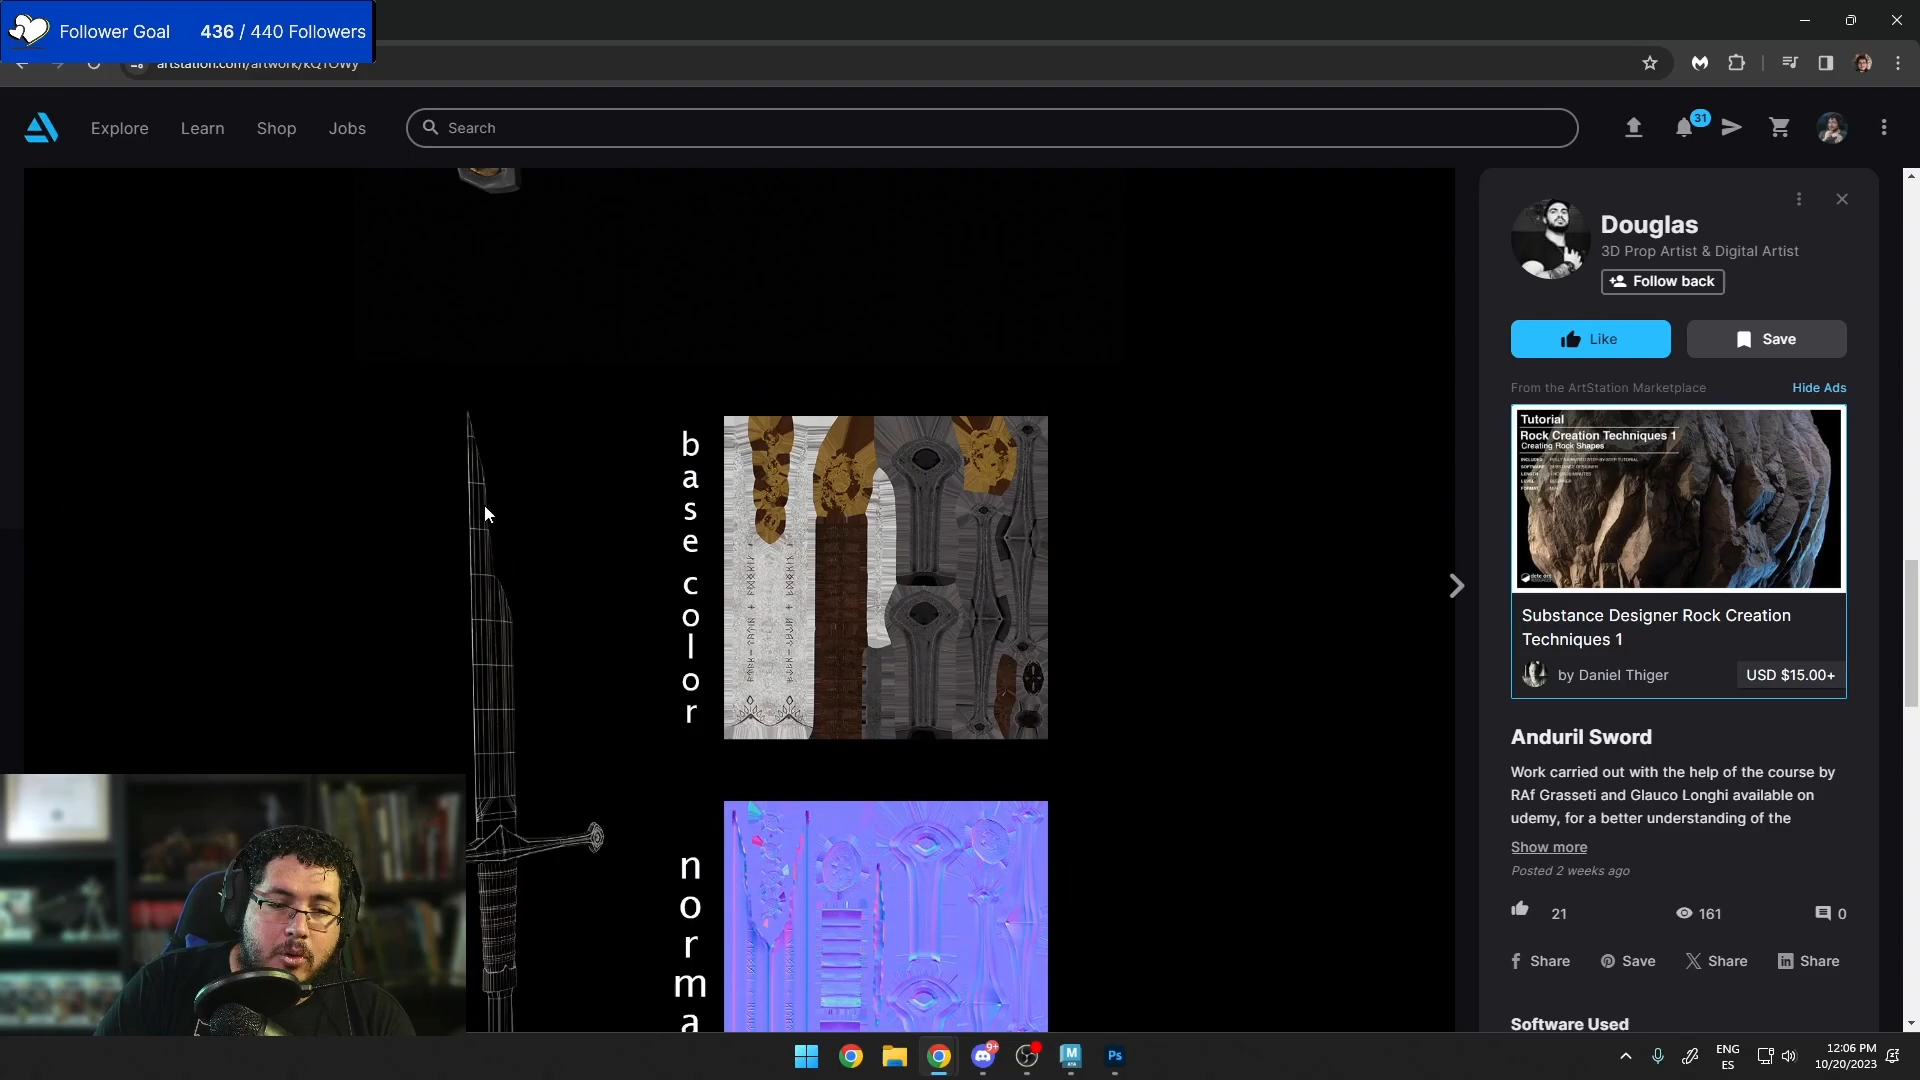 Follower Goal 436 / 440 Followers
artstation.com/artwork/kQ1OWy
Explore Learn Shop Jobs Search 31
Douglas
3D Prop Artist & Digital Artist
Follow back
Like Save
From the ArtStation Marketplace Hide Ads
Tutorial
Rock Creation Techniques 1
Creating Rock Shapes
Substance Designer Rock Creation
Techniques 1
by Daniel Thiger USD $15.00+
Anduril Sword
Work carried out with the help of the course by
RAf Grasseti and Glauco Longhi available on
udemy, for a better understanding of the
Show more
Posted 2 weeks ago
21 161 0
Share Save Share Share
Software Used
base color
norma
9+ M Ps
ENG
ES
12:06 PM
10/20/2023